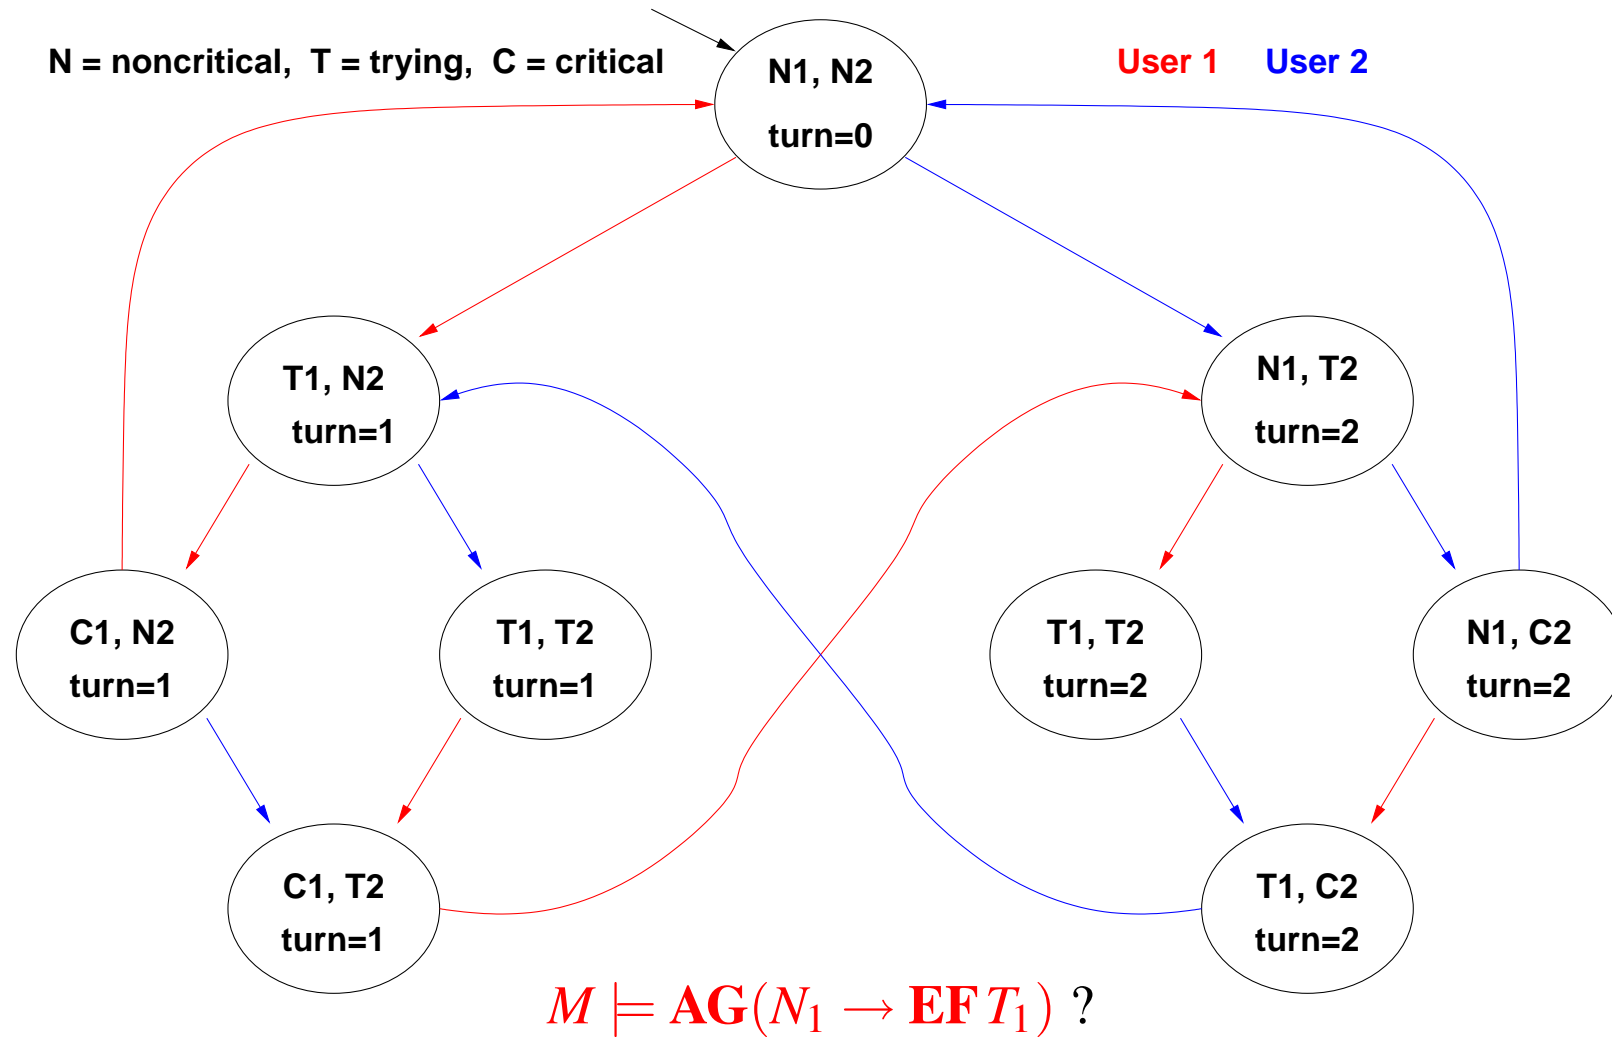 N = noncritical, T = trying, C = critical
User 1 User 2
N1, N2
turn=0
T1, N2
turn=1
N1, T2
turn=2
C1, N2
turn=1
T1, T2
turn=1
T1, T2
turn=2
N1, C2
turn=2
C1, T2
turn=1
T1, C2
turn=2
M ⊨ AG(N₁ → EF T₁) ?